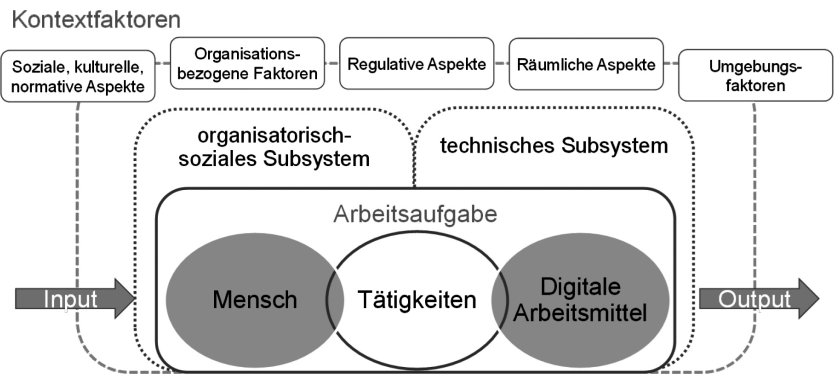 Kontextfaktoren
Soziale, kulturelle,
normative Aspekte
Organisations-
bezogene Faktoren
Regulative Aspekte
Räumliche Aspekte
Umgebungs-
faktoren
organisatorisch-
soziales Subsystem
technisches Subsystem
Arbeitsaufgabe
Input
Mensch
Tätigkeiten
Digitale
Arbeitsmittel
Output